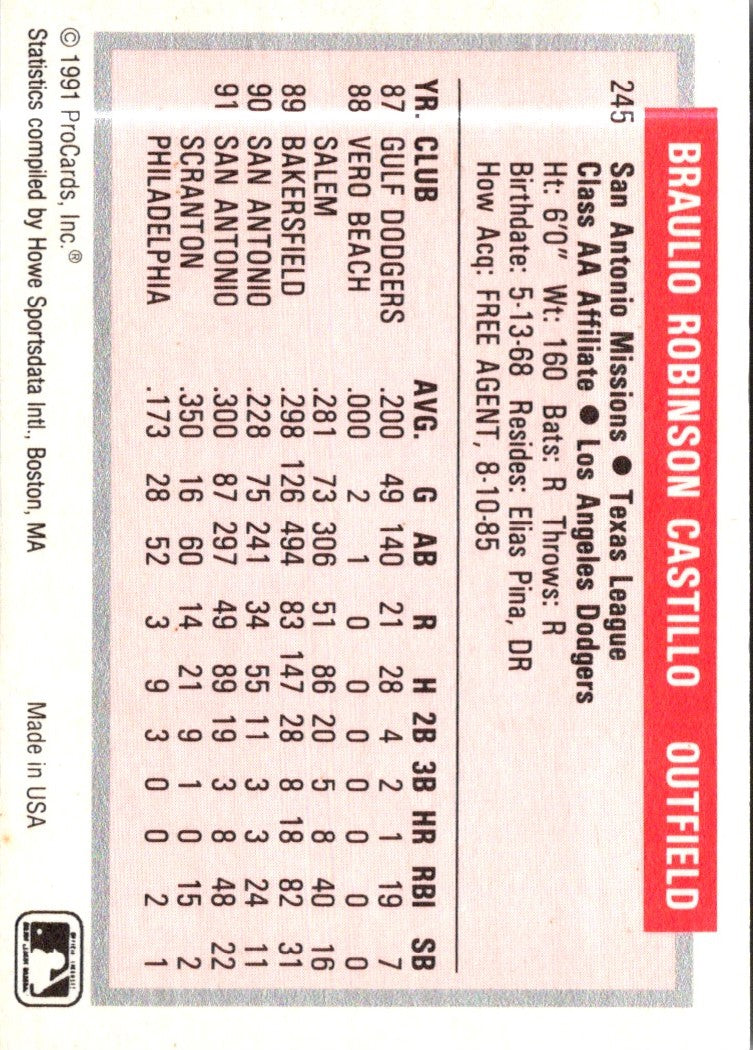 BRAULIO ROBINSON CASTILLO OUTFIELD
245 San Antonio Missions ● Texas League
Class AA Affiliate ● Los Angeles Dodgers
Ht: 6'0" Wt: 160 Bats: R Throws: R
Birthdate: 5-13-68 Resides: Elias Pina, DR
How Acq: FREE AGENT, 8-10-85
YR. CLUB AVG. G AB R H 2B 3B HR RBI SB
87 GULF DODGERS .200 49 140 21 28 4 2 1 19 7
88 VERO BEACH .000 2 1 0 0 0 0 0 0 0
SALEM .281 73 306 51 86 20 5 8 40 16
89 BAKERSFIELD .298 126 494 83 147 28 8 18 82 31
90 SAN ANTONIO .228 75 241 34 55 11 3 3 24 11
91 SAN ANTONIO .300 87 297 49 89 19 3 8 48 22
SCRANTON .350 16 60 14 21 9 1 0 15 2
PHILADELPHIA .173 28 52 3 9 3 0 0 2 1
© 1991 ProCards, Inc.®
Statistics compiled by Howe Sportsdata Intl., Boston, MA Made in USA